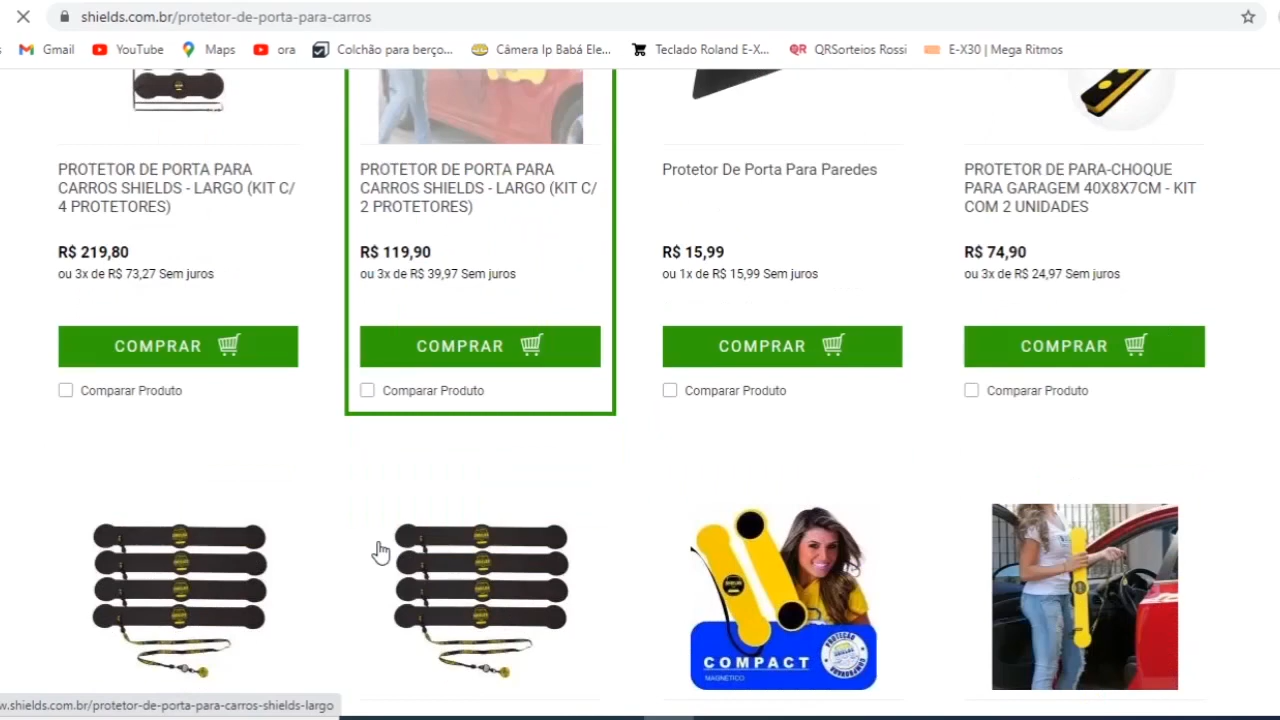 shields.com.br/protetor-de-porta-para-carros
Gmail YouTube Maps ora Colchão para berço... Câmera Ip Babá Ele... Teclado Roland E-X... QRSorteios Rossi E-X30 | Mega Ritmos
PROTETOR DE PORTA PARA
CARROS SHIELDS - LARGO (KIT C/
4 PROTETORES)
R$ 219,80
ou 3x de R$ 73,27 Sem juros
COMPRAR
Comparar Produto
PROTETOR DE PORTA PARA
CARROS SHIELDS - LARGO (KIT C/
2 PROTETORES)
R$ 119,90
ou 3x de R$ 39,97 Sem juros
COMPRAR
Comparar Produto
Protetor De Porta Para Paredes
R$ 15,99
ou 1x de R$ 15,99 Sem juros
COMPRAR
Comparar Produto
PROTETOR DE PARA-CHOQUE
PARA GARAGEM 40X8X7CM - KIT
COM 2 UNIDADES
R$ 74,90
ou 3x de R$ 24,97 Sem juros
COMPRAR
Comparar Produto
COMPACT
MAGNÉTICO
w.shields.com.br/protetor-de-porta-para-carros-shields-largo